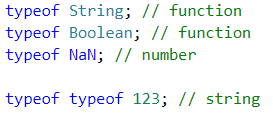 typeof String; // function
typeof Boolean; // function
typeof NaN; // number
typeof typeof 123; // string